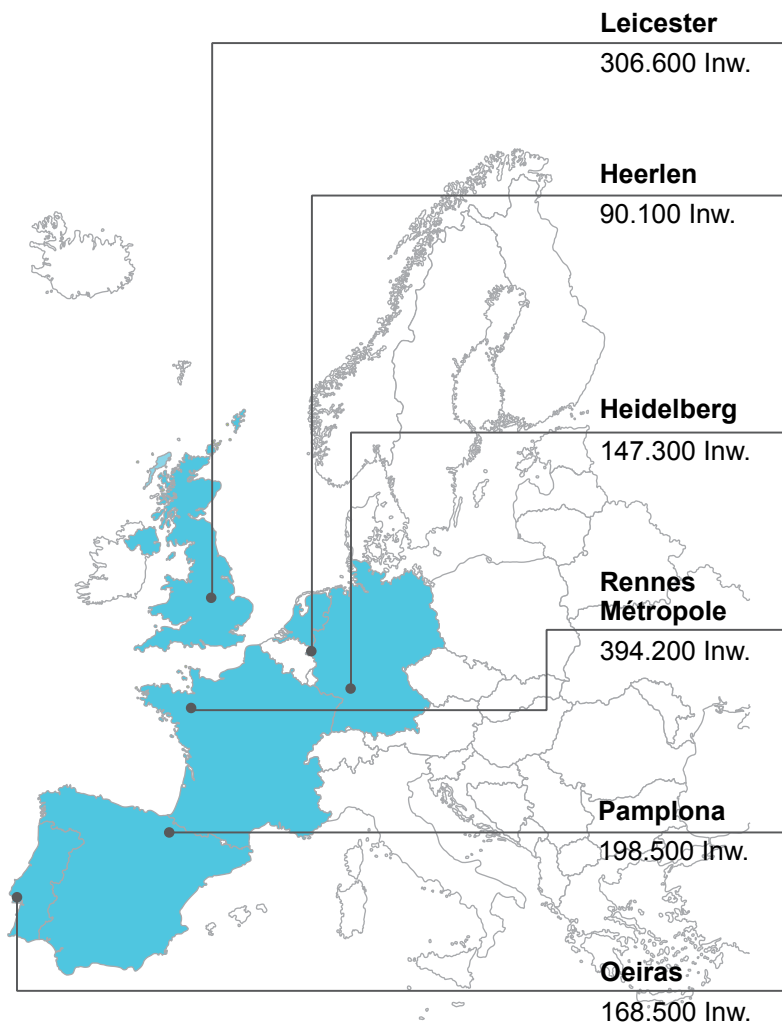 Leicester
306.600 Inw.
Heerlen
90.100 Inw.
Heidelberg
147.300 Inw.
Rennes
Métropole
394.200 Inw.
Pamplona
198.500 Inw.
Oeiras
168.500 Inw.